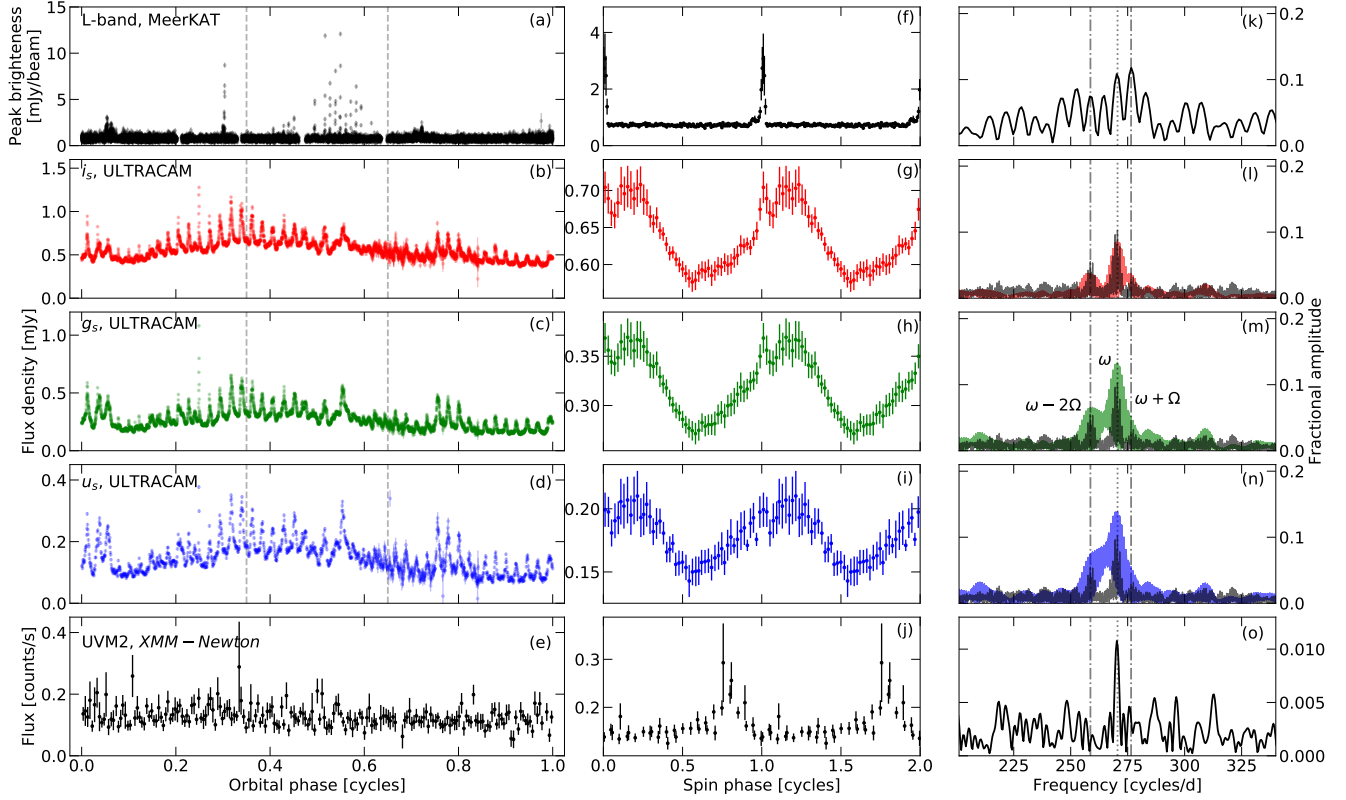 L-band, MeerKAT
(a)
(f)
(k)
Peak brightness
[mJy/beam]
15
10
5
0
4
2
0
0.2
0.1
0.0
i_s, ULTRACAM
(b)
(g)
(l)
1.5
1.0
0.5
0.0
0.70
0.65
0.60
0.2
0.1
0.0
g_s, ULTRACAM
(c)
(h)
(m)
Flux density [mJy]
1.0
0.5
0.0
0.35
0.30
ω
ω − 2Ω
ω + Ω
0.2
0.1
0.0
Fractional amplitude
u_s, ULTRACAM
(d)
(i)
(n)
0.4
0.2
0.0
0.20
0.15
0.2
0.1
0.0
UVM2, XMM − Newton
(e)
(j)
(o)
Flux [counts/s]
0.4
0.2
0.0
0.3
0.2
0.010
0.005
0.000
0.0 0.2 0.4 0.6 0.8 1.0
0.0 0.5 1.0 1.5 2.0
225 250 275 300 325
Orbital phase [cycles]
Spin phase [cycles]
Frequency [cycles/d]